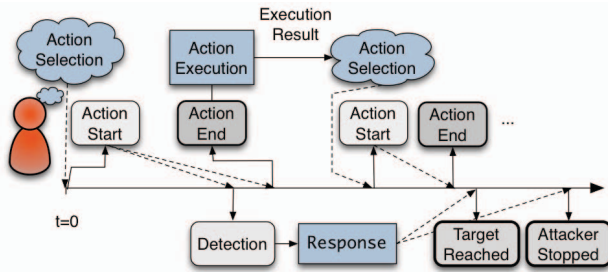 Action
Selection
Action
Start
Action
Execution
Action
End
Execution
Result
Action
Selection
Action
Start
Action
End
...
t=0
Detection
Response
Target
Reached
Attacker
Stopped